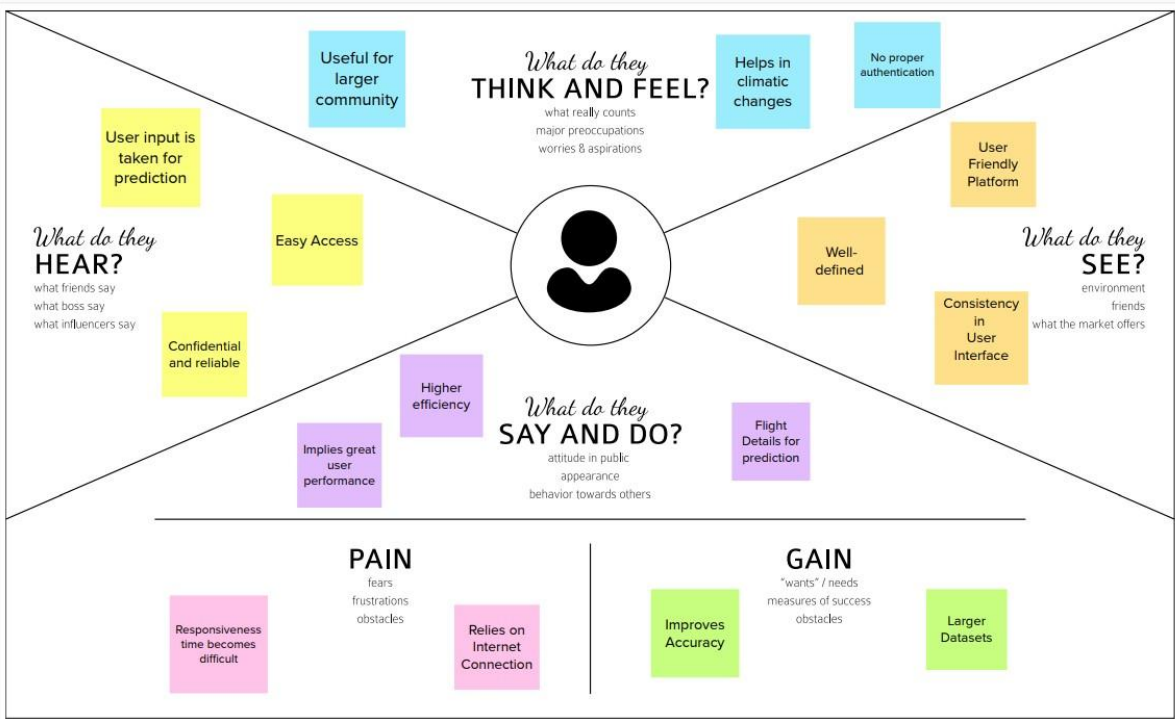 Useful for
larger
community
What do they
THINK AND FEEL?
what really counts
major preoccupations
worries & aspirations
Helps in
climatic
changes
No proper
authentication
User input is
taken for
prediction
Easy Access
What do they
HEAR?
what friends say
what boss say
what influencers say
Confidential
and reliable
User
Friendly
Platform
Well-
defined
What do they
SEE?
environment
friends
what the market offers
Consistency
in
User
Interface
Higher
efficiency
Implies great
user
performance
What do they
SAY AND DO?
attitude in public
appearance
behavior towards others
Flight
Details for
prediction
PAIN
fears
frustrations
obstacles
Responsiveness
time becomes
difficult
Relies on
Internet
Connection
GAIN
"wants" / needs
measures of success
obstacles
Improves
Accuracy
Larger
Datasets